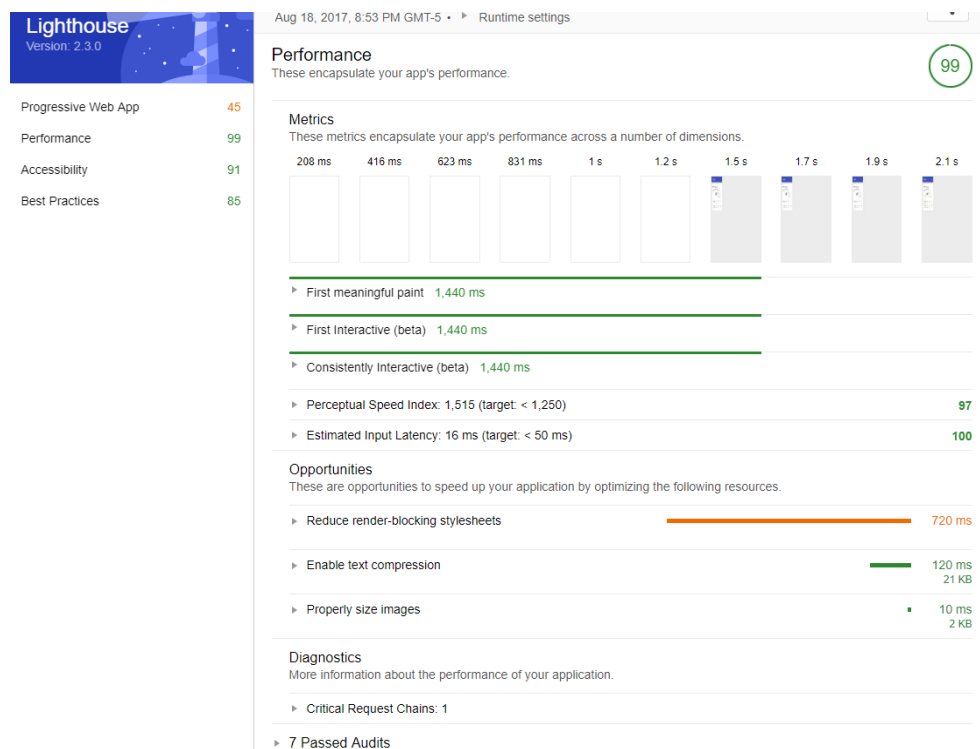 Lighthouse
Version: 2.3.0
Progressive Web App 45
Performance 99
Accessibility 91
Best Practices 85
Aug 18, 2017, 8:53 PM GMT-5 • Runtime settings
Performance
These encapsulate your app's performance.
99
Metrics
These metrics encapsulate your app's performance across a number of dimensions.
208 ms 416 ms 623 ms 831 ms 1 s 1.2 s 1.5 s 1.7 s 1.9 s 2.1 s
First meaningful paint 1,440 ms
First Interactive (beta) 1,440 ms
Consistently Interactive (beta) 1,440 ms
Perceptual Speed Index: 1,515 (target: < 1,250) 97
Estimated Input Latency: 16 ms (target: < 50 ms) 100
Opportunities
These are opportunities to speed up your application by optimizing the following resources.
Reduce render-blocking stylesheets 720 ms
Enable text compression 120 ms
21 KB
Properly size images 10 ms
2 KB
Diagnostics
More information about the performance of your application.
Critical Request Chains: 1
7 Passed Audits